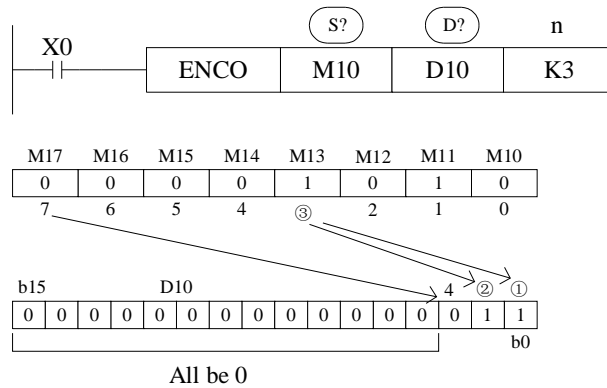 S? D? n
X0
ENCO M10 D10 K3
M17 M16 M15 M14 M13 M12 M11 M10
0 0 0 0 1 0 1 0
7 6 5 4 ③ 2 1 0
4 ② ①
b15 D10
0 0 0 0 0 0 0 0 0 0 0 0 0 0 1 1
b0
All be 0